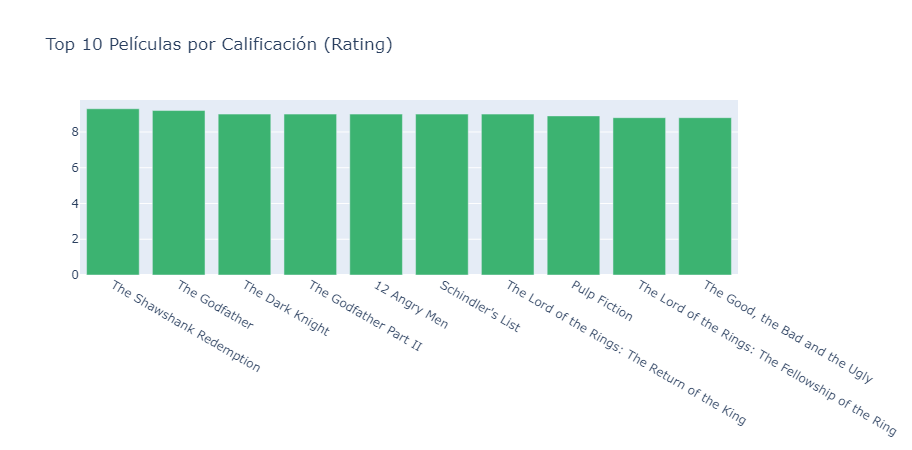 Top 10 Películas por Calificación (Rating)
8
6
4
2
0
The Shawshank Redemption
The Godfather
The Dark Knight
The Godfather Part II
12 Angry Men
Schindler's List
The Lord of the Rings: The Return of the King
Pulp Fiction
The Lord of the Rings: The Fellowship of the Ring
The Good, the Bad and the Ugly